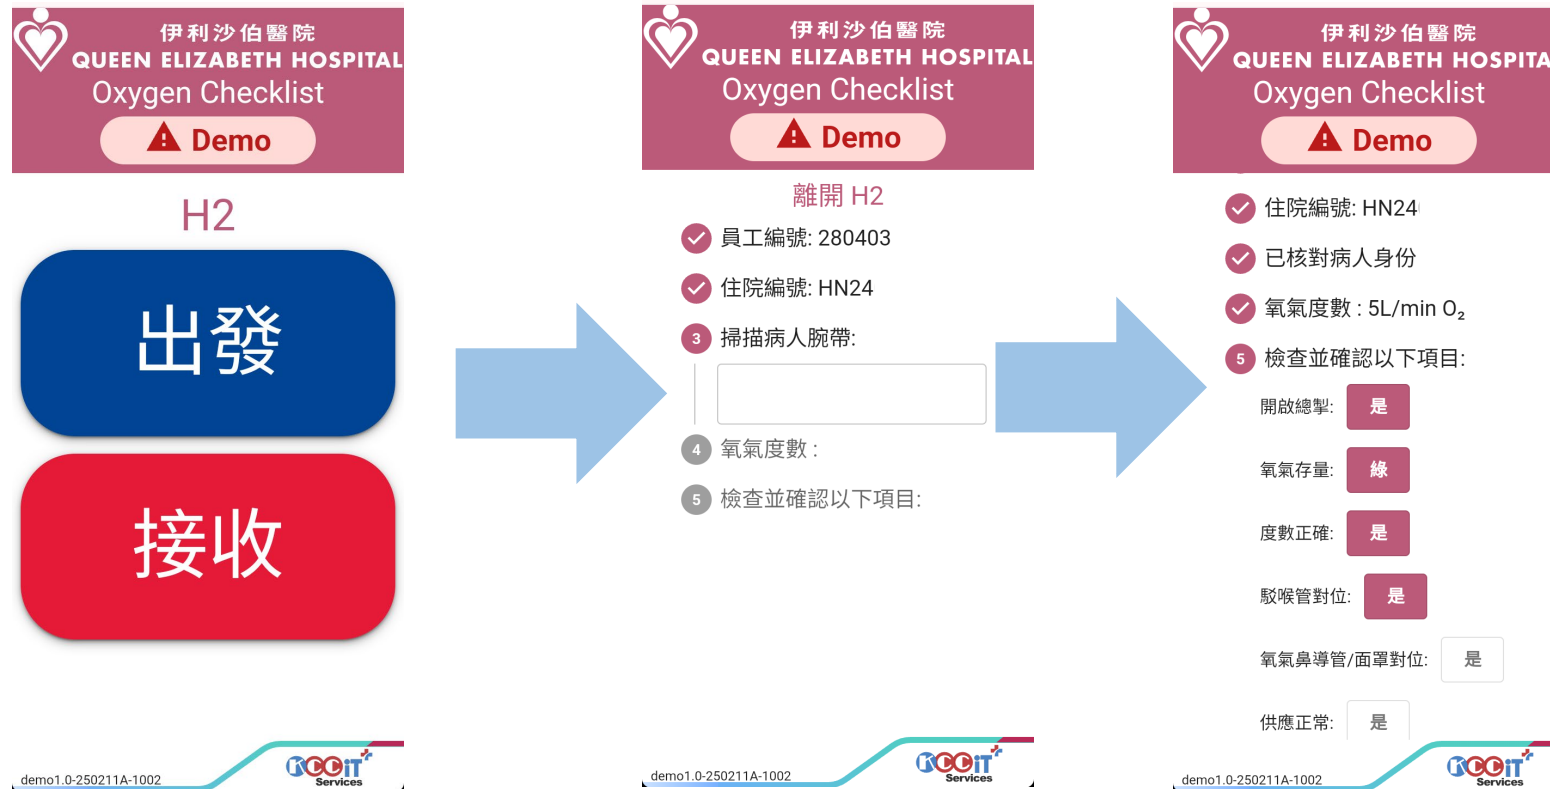 伊利沙伯醫院
QUEEN ELIZABETH HOSPITAL
Oxygen Checklist
Demo
H2
出發
接收
demo1.0-250211A-1002
KCCiT
Services
伊利沙伯醫院
QUEEN ELIZABETH HOSPITAL
Oxygen Checklist
Demo
離開 H2
員工編號: 280403
住院編號: HN24
3 掃描病人腕帶:
4 氧氣度數 :
5 檢查並確認以下項目:
demo1.0-250211A-1002
KCCiT
Services
伊利沙伯醫院
QUEEN ELIZABETH HOSPITA
Oxygen Checklist
Demo
住院編號: HN24
已核對病人身份
氧氣度數 : 5L/min O₂
5 檢查並確認以下項目:
開啟總掣: 是
氧氣存量: 綠
度數正確: 是
駁喉管對位: 是
氧氣鼻導管/面罩對位: 是
供應正常: 是
demo1.0-250211A-1002
KCCiT
Services